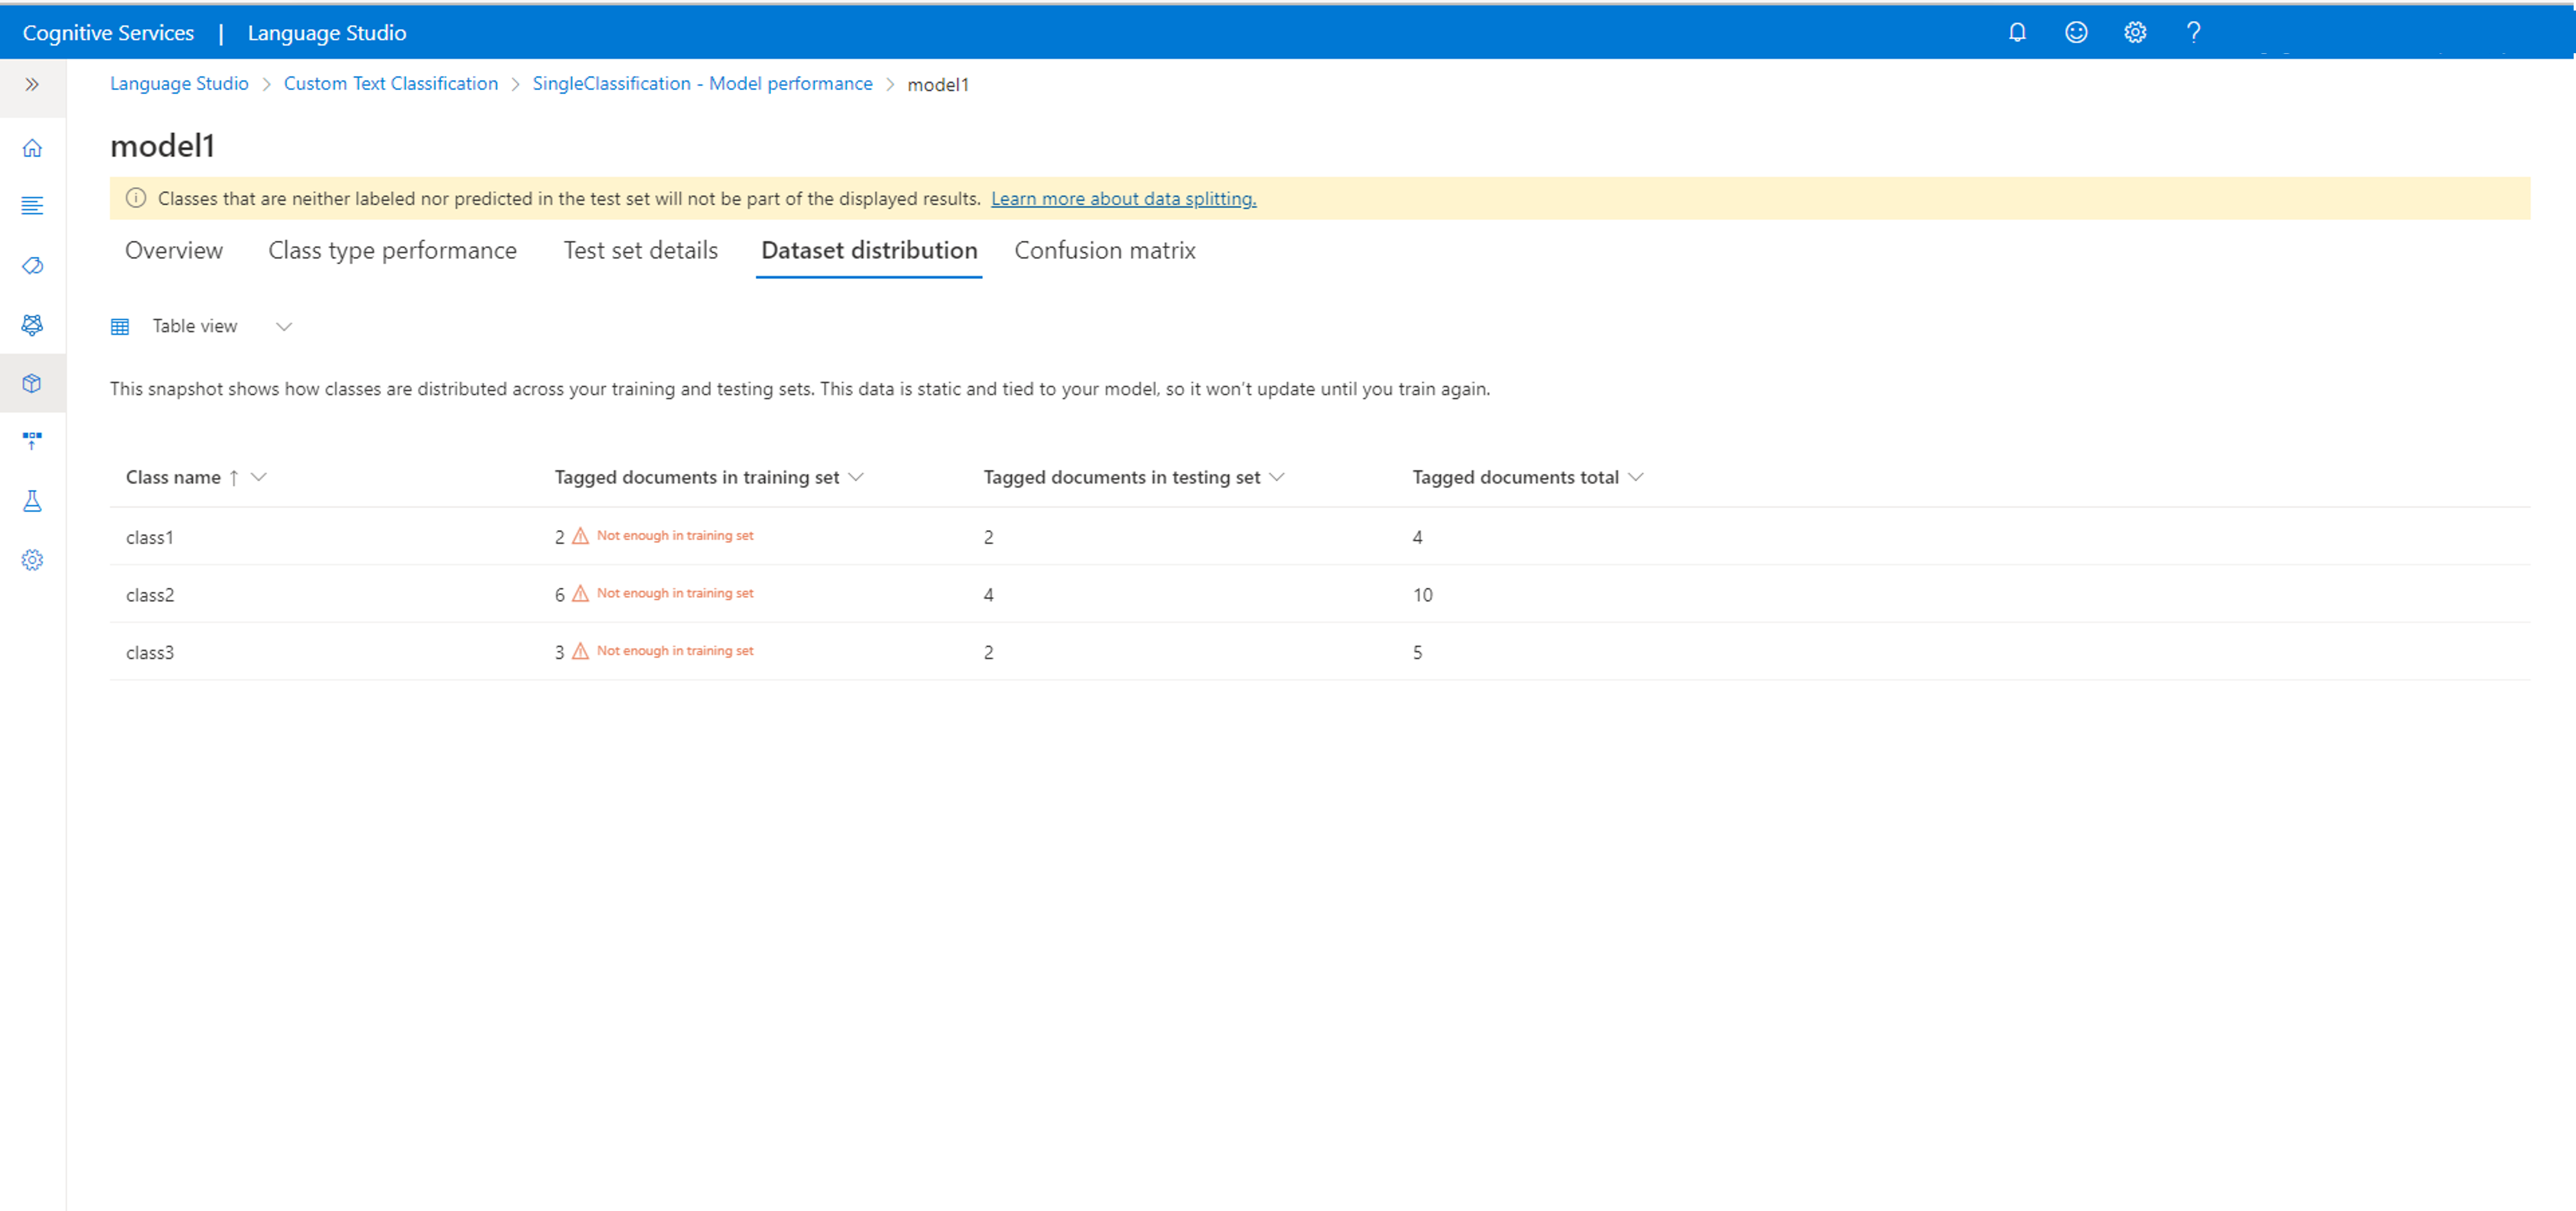 Cognitive Services | Language Studio
Language Studio > Custom Text Classification > SingleClassification - Model performance > model1
model1
Classes that are neither labeled nor predicted in the test set will not be part of the displayed results. Learn more about data splitting.
Overview Class type performance Test set details Dataset distribution Confusion matrix
Table view
This snapshot shows how classes are distributed across your training and testing sets. This data is static and tied to your model, so it won't update until you train again.
Class name ↑ Tagged documents in training set Tagged documents in testing set Tagged documents total
class1 2 Not enough in training set 2 4
class2 6 Not enough in training set 4 10
class3 3 Not enough in training set 2 5